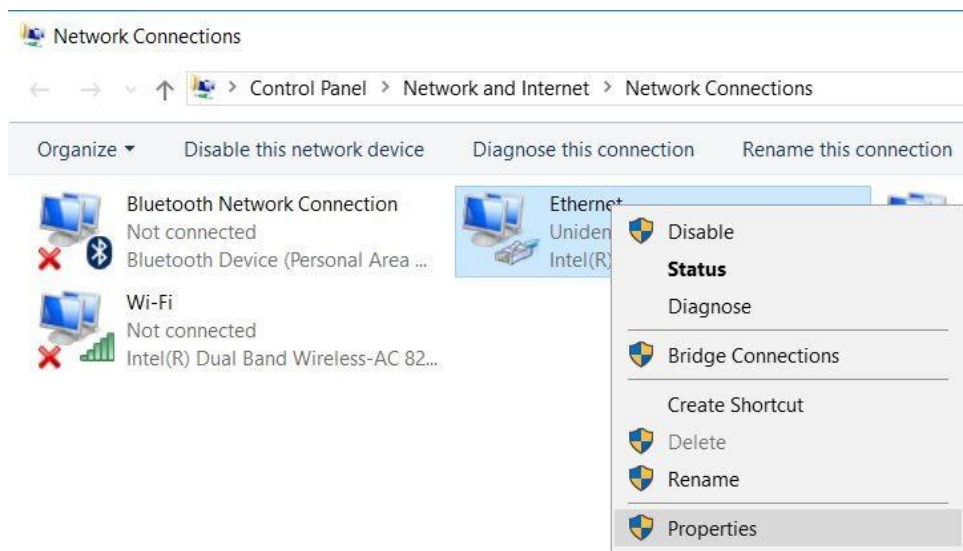 Network Connections
Control Panel > Network and Internet > Network Connections
Organize Disable this network device Diagnose this connection Rename this connection
Bluetooth Network Connection
Not connected
Bluetooth Device (Personal Area ...
Wi-Fi
Not connected
Intel(R) Dual Band Wireless-AC 82...
Ethernet
Uniden
Intel(R)
Disable
Status
Diagnose
Bridge Connections
Create Shortcut
Delete
Rename
Properties